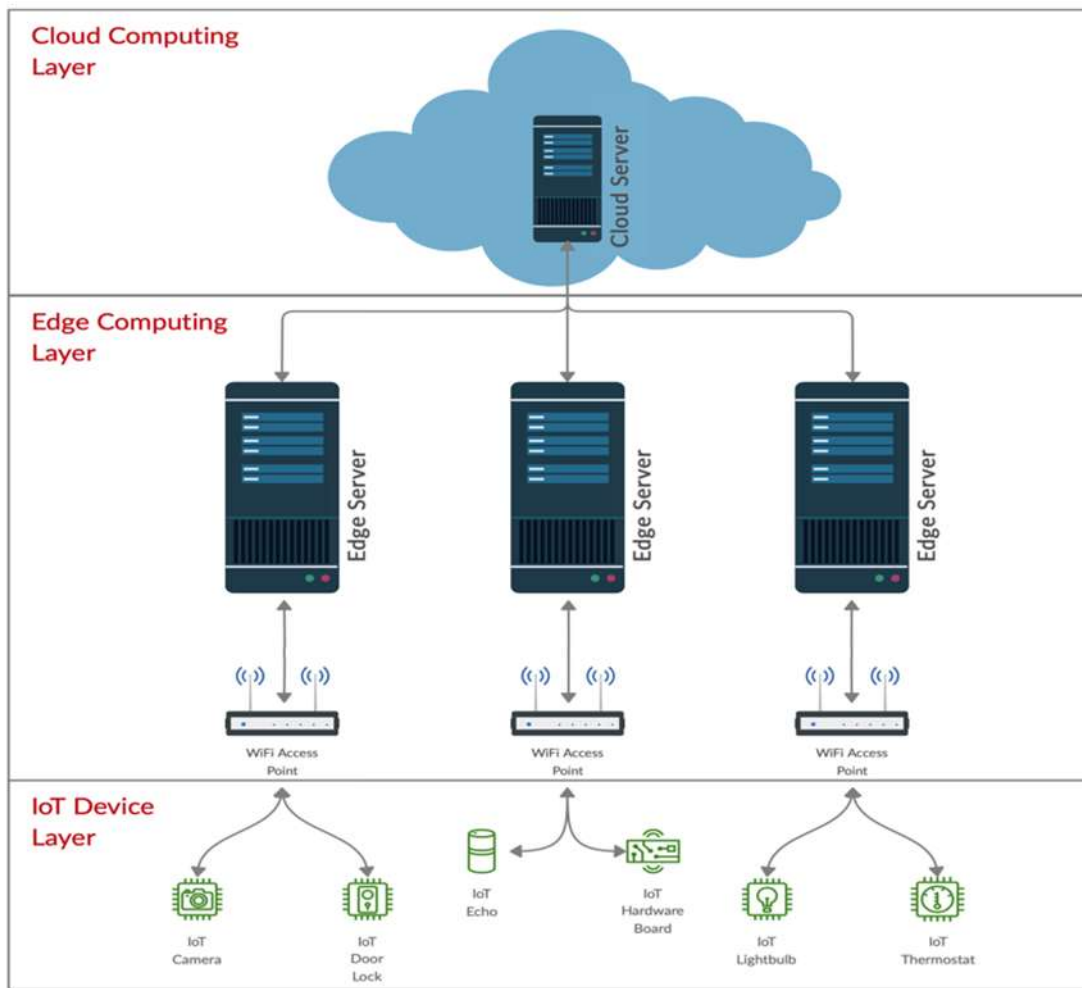 Cloud Computing
Layer
Cloud Server
Edge Computing
Layer
Edge Server
Edge Server
Edge Server
WiFi Access
Point
WiFi Access
Point
WiFi Access
Point
IoT Device
Layer
IoT
Camera
IoT
Door
Lock
IoT
Echo
IoT
Hardware
Board
IoT
Lightbulb
IoT
Thermostat